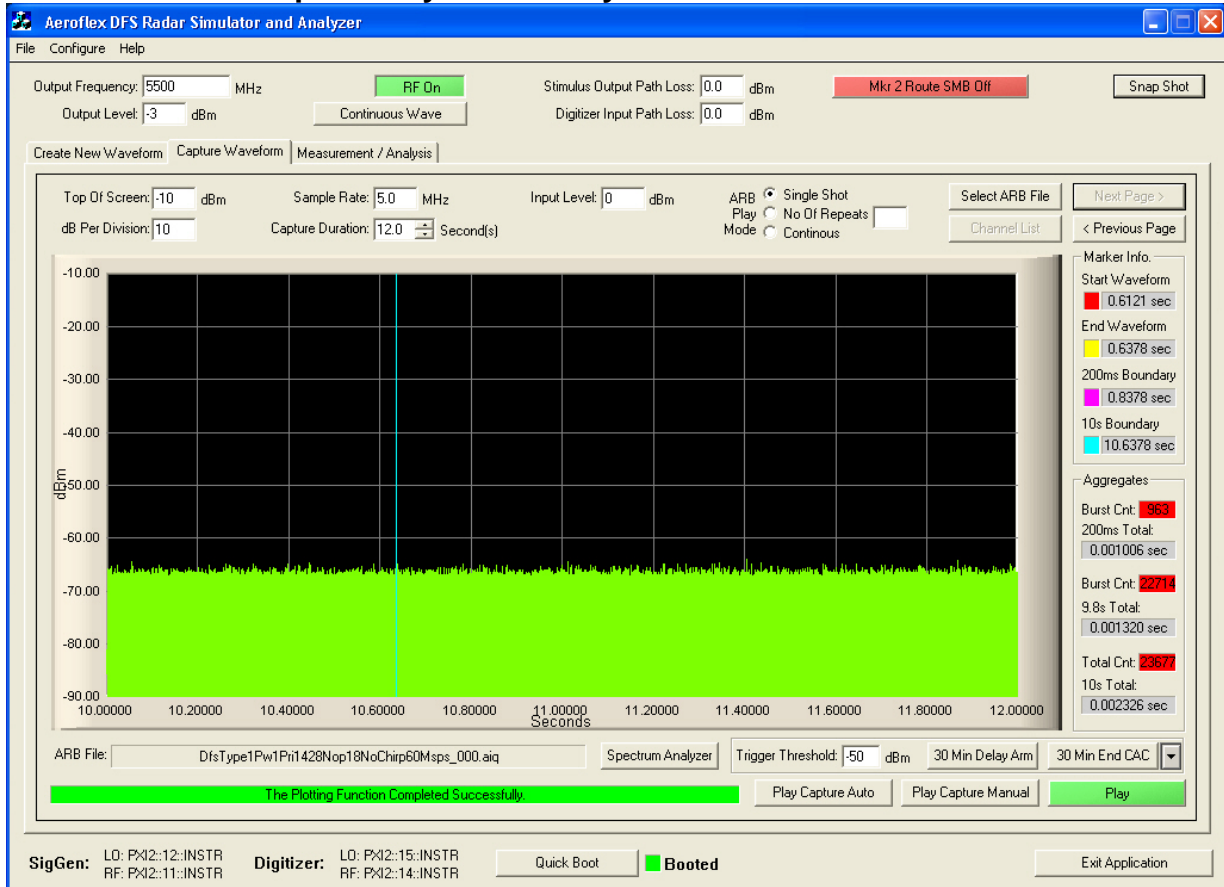 Aeroflex DFS Radar Simulator and Analyzer
File Configure Help
Output Frequency: 5500 MHz RF On Stimulus Output Path Loss: 0.0 dBm Mkr 2 Route SMB Off Snap Shot
Output Level: -3 dBm Continuous Wave Digitizer Input Path Loss: 0.0 dBm
Create New Waveform Capture Waveform Measurement / Analysis
Top Of Screen: -10 dBm Sample Rate: 5.0 MHz Input Level: 0 dBm ARB Play Mode Single Shot Select ARB File Next Page >
No Of Repeats
dB Per Division: 10 Capture Duration: 12.0 Second(s) Continous Channel List < Previous Page
Marker Info.
Start Waveform
0.6121 sec
End Waveform
0.6378 sec
200ms Boundary
0.8378 sec
10s Boundary
10.6378 sec
Aggregates
Burst Cnt: 963
200ms Total:
0.001006 sec
Burst Cnt: 22714
9.8s Total:
0.001320 sec
Total Cnt: 23677
10s Total:
0.002326 sec
-10.00
-20.00
-30.00
-40.00
-50.00
-60.00
-70.00
-80.00
-90.00
dBm
10.00000 10.20000 10.40000 10.60000 10.80000 11.00000 11.20000 11.40000 11.60000 11.80000 12.00000
Seconds
ARB File: DfsType1Pw1Pri1428Nop18NoChirp60Msps_000.aiq Spectrum Analyzer Trigger Threshold: -50 dBm 30 Min Delay Arm 30 Min End CAC
The Plotting Function Completed Successfully. Play Capture Auto Play Capture Manual Play
SigGen: LO: PXI2::12::INSTR Digitizer: LO: PXI2::15::INSTR Quick Boot Booted Exit Application
RF: PXI2::11::INSTR RF: PXI2::14::INSTR